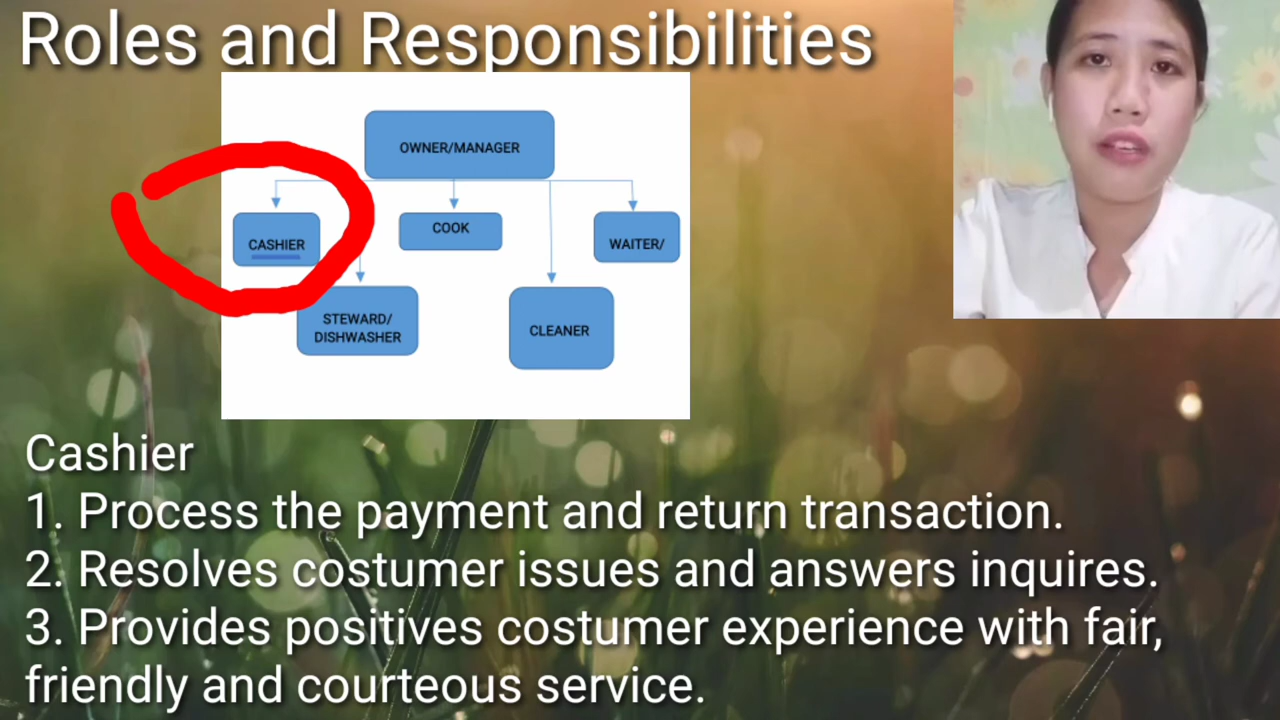 Roles and Responsibilities
OWNER/MANAGER
CASHIER
COOK
WAITER/
STEWARD/
DISHWASHER
CLEANER
Cashier
1. Process the payment and return transaction.
2. Resolves costumer issues and answers inquires.
3. Provides positives costumer experience with fair,
friendly and courteous service.